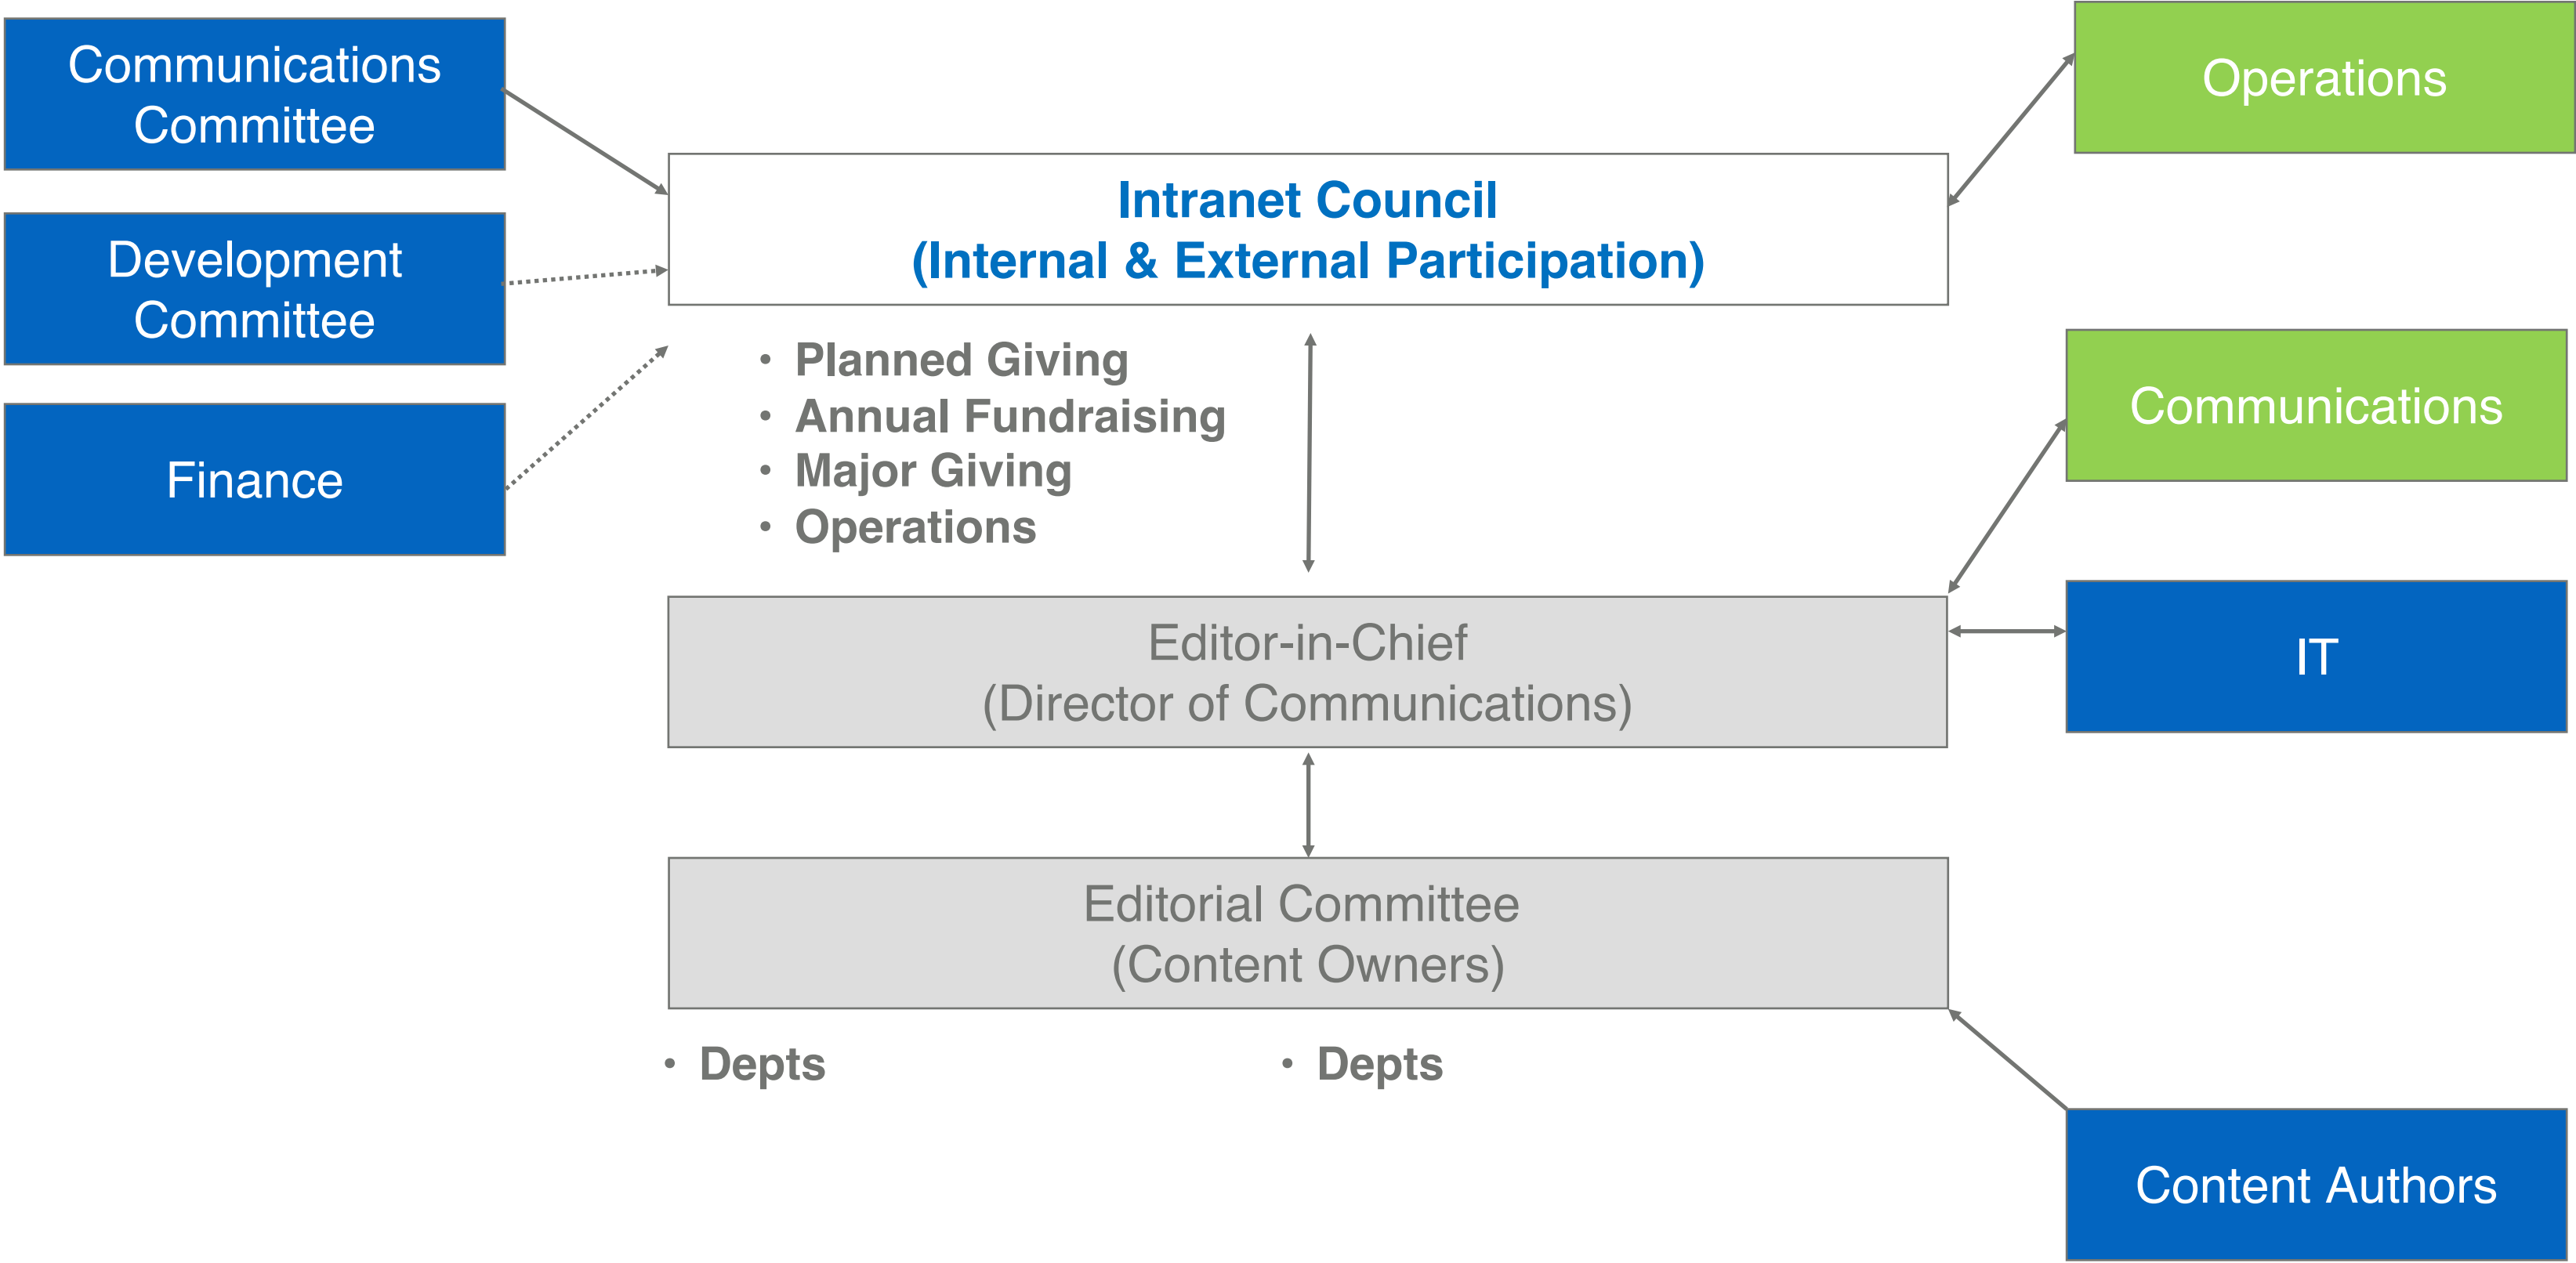 Communications
Committee
Development
Committee
Finance
Intranet Council
(Internal & External Participation)
• Planned Giving
• Annual Fundraising
• Major Giving
• Operations
Operations
Communications
Editor-in-Chief
(Director of Communications)
IT
Editorial Committee
(Content Owners)
• Depts
• Depts
Content Authors